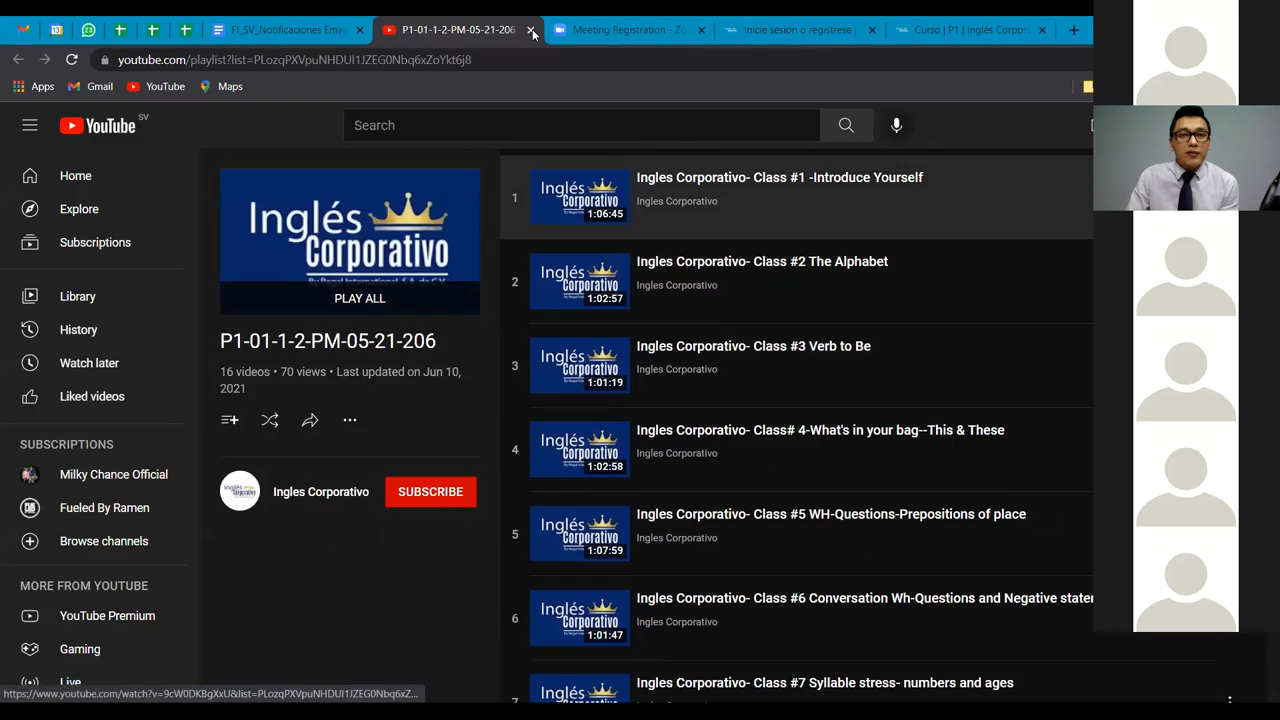 23
FI_SV_Notificaciones Ema
P1-01-1-2-PM-05-21-206
Meeting Registration - Zo
Inicie sesión o regístrese
Curso | P1 | Inglés Corpor
youtube.com/playlist?list=PLozqPXVpuNHDUI1JZEG0Nbq6xZoYkt6j8
Apps
Gmail
YouTube
Maps
YouTube SV
Search
Home
Explore
Subscriptions
Library
History
Watch later
Liked videos
SUBSCRIPTIONS
Milky Chance Official
Fueled By Ramen
Browse channels
MORE FROM YOUTUBE
YouTube Premium
Gaming
Live
Inglés
Corporativo
PLAY ALL
P1-01-1-2-PM-05-21-206
16 videos • 70 views • Last updated on Jun 10,
2021
Ingles Corporativo
SUBSCRIBE
1
Inglés
Corporativo
1:06:45
Ingles Corporativo- Class #1 -Introduce Yourself
Ingles Corporativo
2
Inglés
Corporativo
1:02:57
Ingles Corporativo- Class #2 The Alphabet
Ingles Corporativo
3
Inglés
Corporativo
1:01:19
Ingles Corporativo- Class #3 Verb to Be
Ingles Corporativo
4
Inglés
Corporativo
1:02:58
Ingles Corporativo- Class# 4-What's in your bag--This & These
Ingles Corporativo
5
Inglés
Corporativo
1:07:59
Ingles Corporativo- Class #5 WH-Questions-Prepositions of place
Ingles Corporativo
6
Inglés
Corporativo
1:01:47
Ingles Corporativo- Class #6 Conversation Wh-Questions and Negative stater
Ingles Corporativo
Inglés
Ingles Corporativo- Class #7 Syllable stress- numbers and ages
https://www.youtube.com/watch?v=9cW0DKBgXxU&list=PLozqPXVpuNHDUI1JZEG0Nbq6xZ...